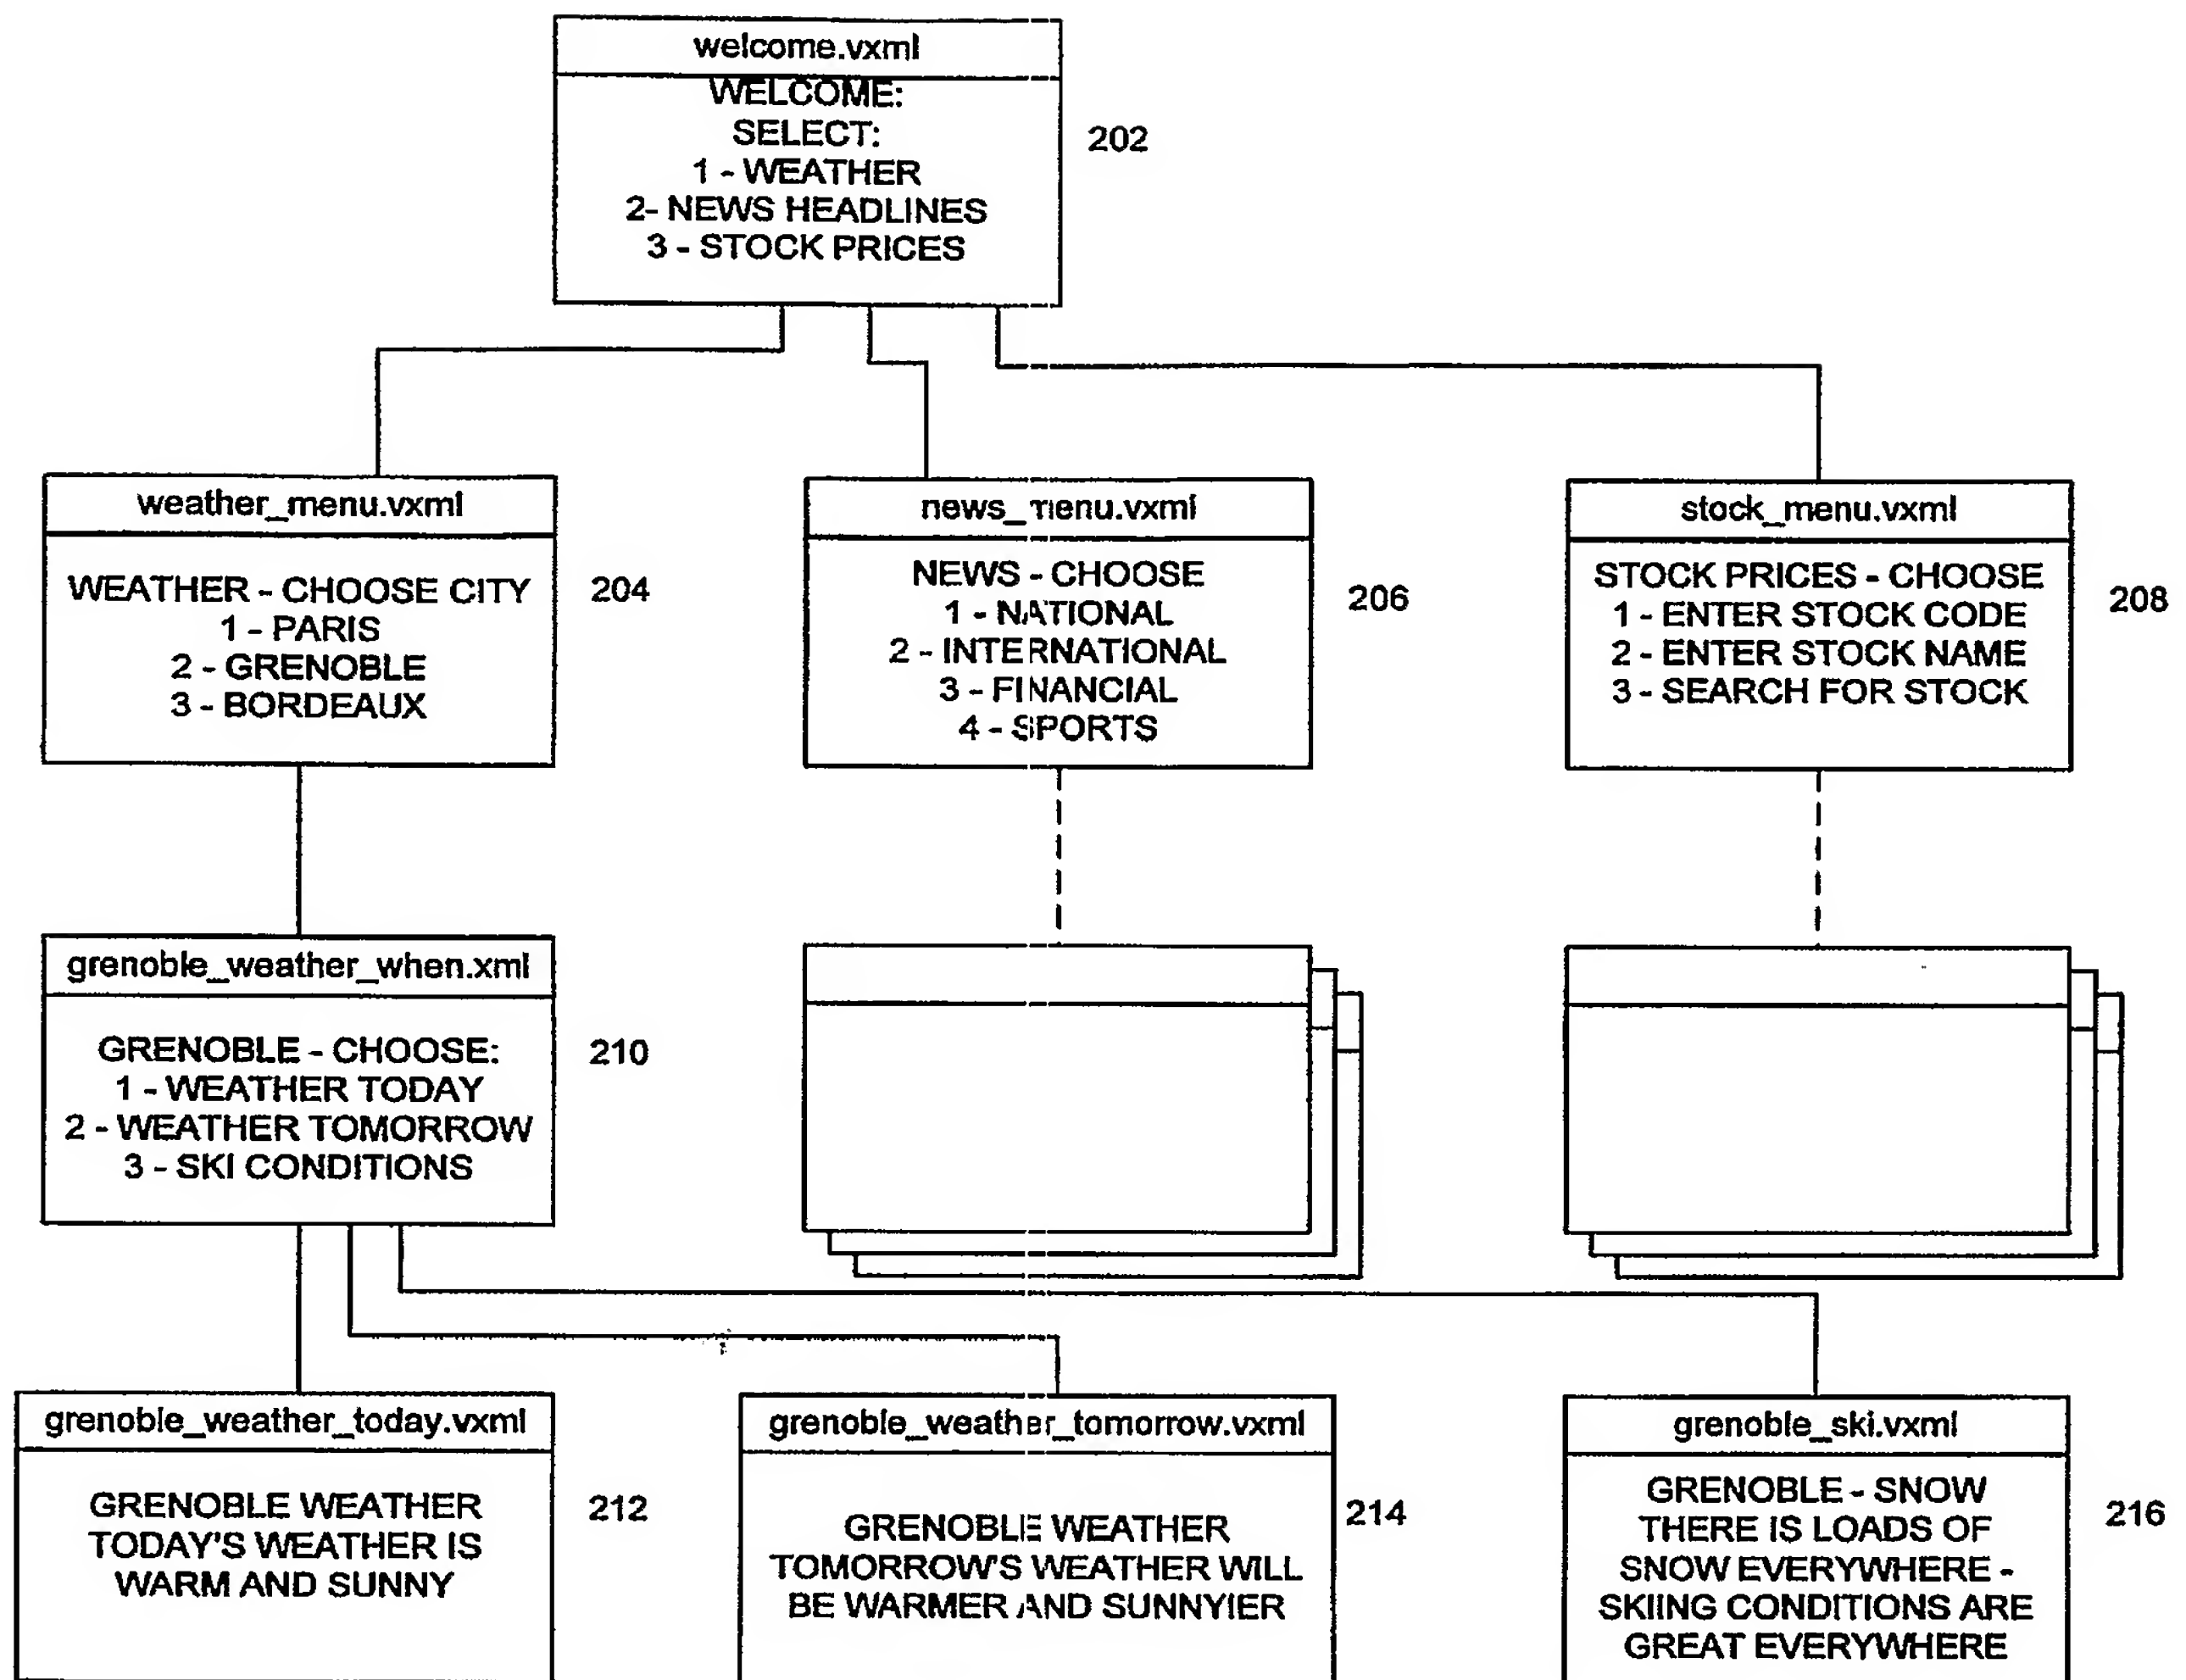 welcome.vxml
WELCOME:
SELECT:
1 - WEATHER
2- NEWS HEADLINES
3 - STOCK PRICES
202
weather_menu.vxml
WEATHER - CHOOSE CITY
1 - PARIS
2 - GRENOBLE
3 - BORDEAUX
204
news_menu.vxml
NEWS - CHOOSE
1 - NATIONAL
2 - INTERNATIONAL
3 - FINANCIAL
4 - SPORTS
206
stock_menu.vxml
STOCK PRICES - CHOOSE
1 - ENTER STOCK CODE
2 - ENTER STOCK NAME
3 - SEARCH FOR STOCK
208
grenoble_weather_when.xml
GRENOBLE - CHOOSE:
1 - WEATHER TODAY
2 - WEATHER TOMORROW
3 - SKI CONDITIONS
210
grenoble_weather_today.vxml
GRENOBLE WEATHER
TODAY'S WEATHER IS
WARM AND SUNNY
212
grenoble_weather_tomorrow.vxml
GRENOBLE WEATHER
TOMORROW'S WEATHER WILL
BE WARMER AND SUNNYIER
214
grenoble_ski.vxml
GRENOBLE - SNOW
THERE IS LOADS OF
SNOW EVERYWHERE -
SKIING CONDITIONS ARE
GREAT EVERYWHERE
216